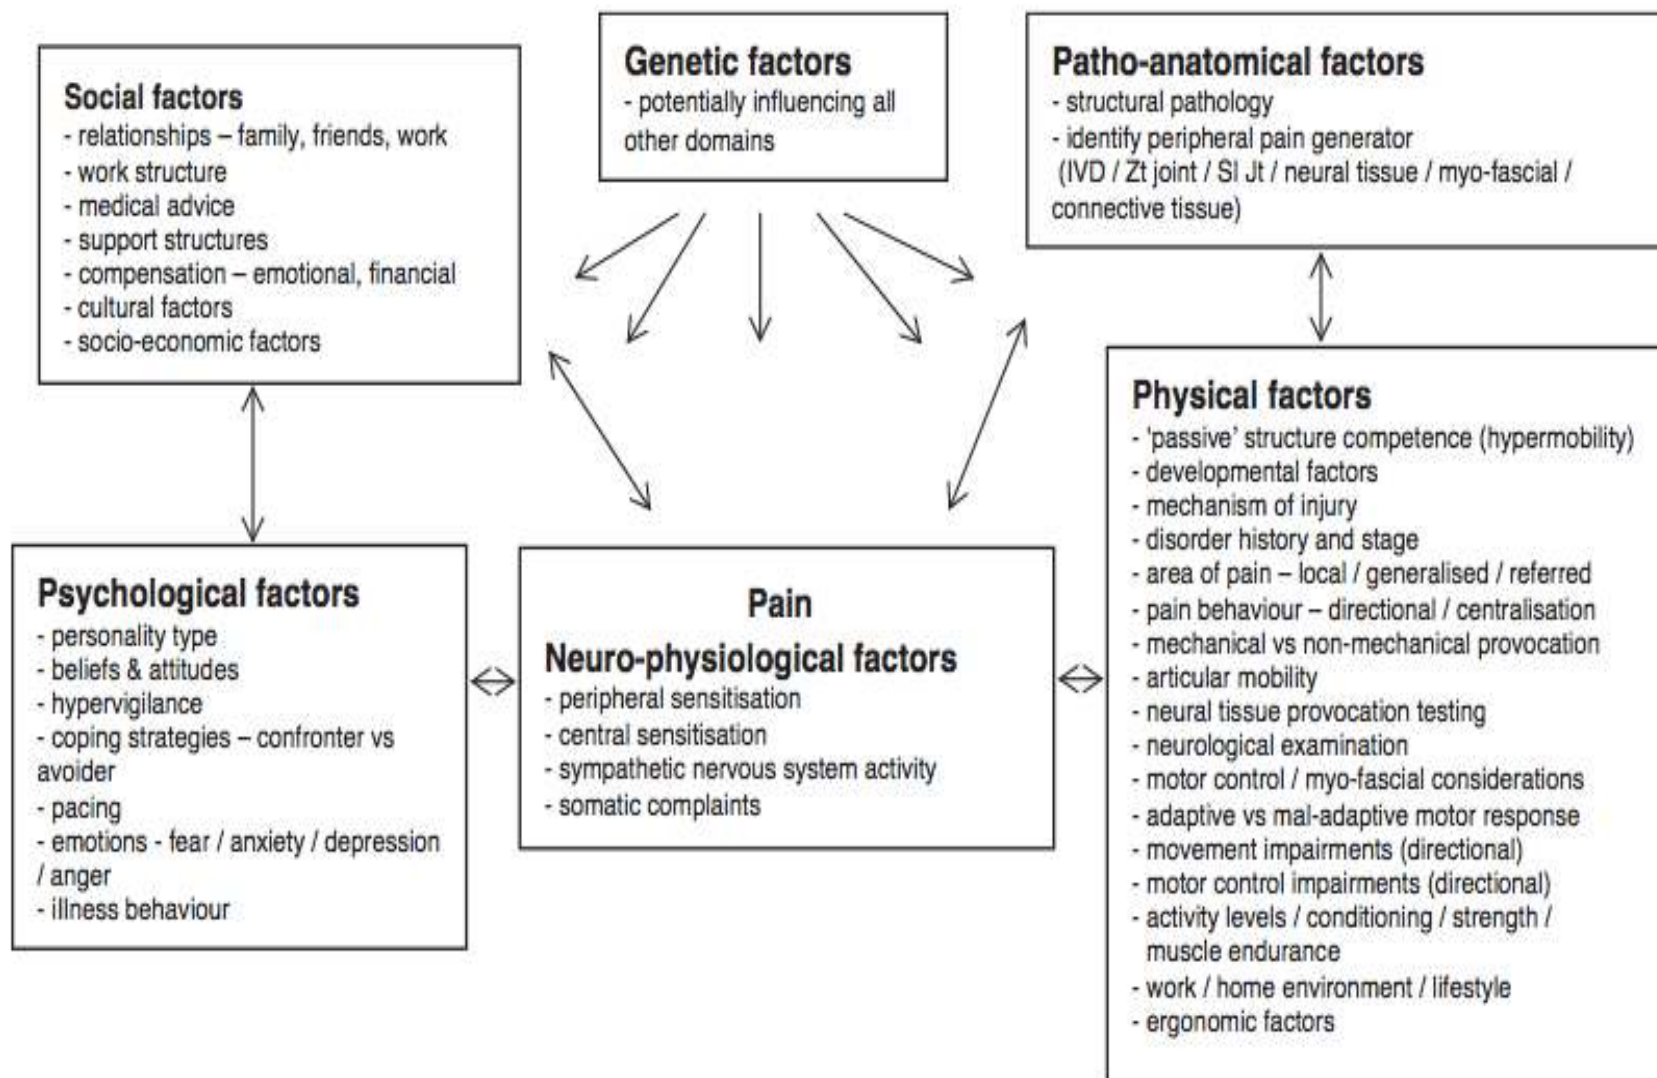 Social factors
- relationships – family, friends, work
- work structure
- medical advice
- support structures
- compensation – emotional, financial
- cultural factors
- socio-economic factors
Genetic factors
- potentially influencing all
other domains
Patho-anatomical factors
- structural pathology
- identify peripheral pain generator
(IVD / Zt joint / SI Jt / neural tissue / myo-fascial /
connective tissue)
Psychological factors
- personality type
- beliefs & attitudes
- hypervigilance
- coping strategies – confronter vs
avoider
- pacing
- emotions - fear / anxiety / depression
/ anger
- illness behaviour
Pain
Neuro-physiological factors
- peripheral sensitisation
- central sensitisation
- sympathetic nervous system activity
- somatic complaints
Physical factors
- 'passive' structure competence (hypermobility)
- developmental factors
- mechanism of injury
- disorder history and stage
- area of pain – local / generalised / referred
- pain behaviour – directional / centralisation
- mechanical vs non-mechanical provocation
- articular mobility
- neural tissue provocation testing
- neurological examination
- motor control / myo-fascial considerations
- adaptive vs mal-adaptive motor response
- movement impairments (directional)
- motor control impairments (directional)
- activity levels / conditioning / strength /
muscle endurance
- work / home environment / lifestyle
- ergonomic factors